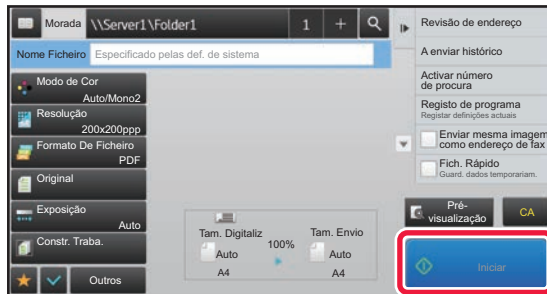 Morada
\\Server1\Folder1
1
+
Revisão de endereço
A enviar histórico
Activar número
de procura
Registo de programa
Registar definições actuais
Enviar mesma imagem
como endereço de fax
Fich. Rápido
Guard. dados temporariam.
Nome Ficheiro
Especificado pelas def. de sistema
Modo de Cor
Auto/Mono2
Resolução
200x200ppp
Formato De Ficheiro
PDF
Original
Exposição
Auto
Constr. Traba.
Outros
Tam. Digitaliz
100%
Tam. Envio
Auto
A4
Auto
A4
Pré-
visualização
CA
Iniciar